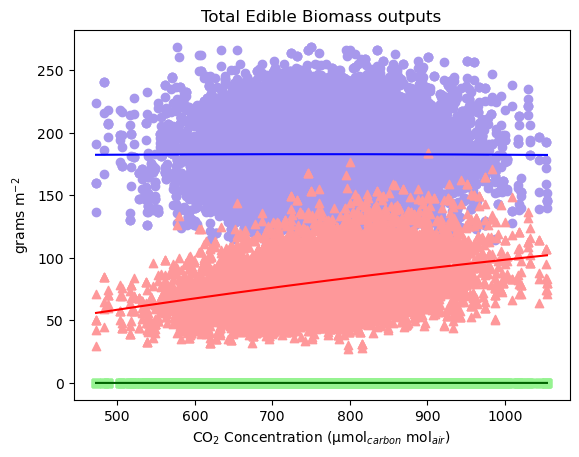 Total Edible Biomass outputs
250
200
150
100
50
0
grams m⁻²
500 600 700 800 900 1000
CO₂ Concentration (μmol_carbon mol_air)